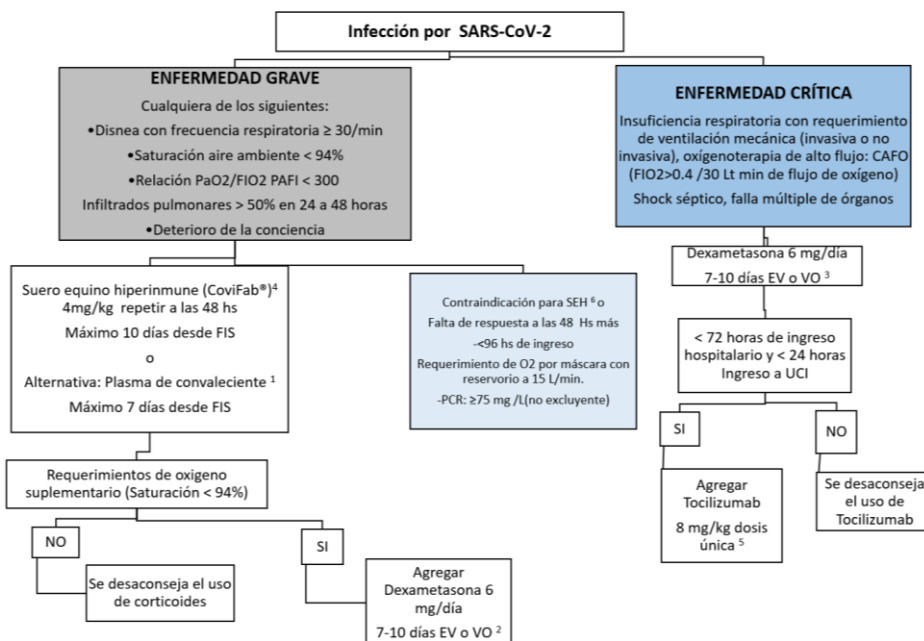 Infección por SARS-CoV-2
ENFERMEDAD GRAVE
Cualquiera de los siguientes:
•Disnea con frecuencia respiratoria ≥ 30/min
•Saturación aire ambiente < 94%
•Relación PaO2/FIO2 PAFI < 300
Infiltrados pulmonares > 50% en 24 a 48 horas
•Deterioro de la conciencia
ENFERMEDAD CRÍTICA
Insuficiencia respiratoria con requerimiento
de ventilación mecánica (invasiva o no
invasiva), oxígenoterapia de alto flujo: CAFO
(FIO2>0.4 /30 Lt min de flujo de oxígeno)
Shock séptico, falla múltiple de órganos
Suero equino hiperinmune (CoviFab®)⁴
4mg/kg repetir a las 48 hs
Máximo 10 días desde FIS
o
Alternativa: Plasma de convaleciente ¹
Máximo 7 días desde FIS
Contraindicación para SEH ⁶ o
Falta de respuesta a las 48 Hs más
-<96 hs de ingreso
Requerimiento de O2 por máscara con
reservorio a 15 L/min.
-PCR: ≥75 mg /L(no excluyente)
Dexametasona 6 mg/día
7-10 días EV o VO ³
< 72 horas de ingreso
hospitalario y < 24 horas
Ingreso a UCI
SI
NO
Agregar
Tocilizumab
8 mg/kg dosis
única ⁵
Se desaconseja
el uso de
Tocilizumab
Requerimientos de oxigeno
suplementario (Saturación < 94%)
NO
SI
Se desaconseja el uso
de corticoides
Agregar
Dexametasona 6
mg/día
7-10 días EV o VO ²